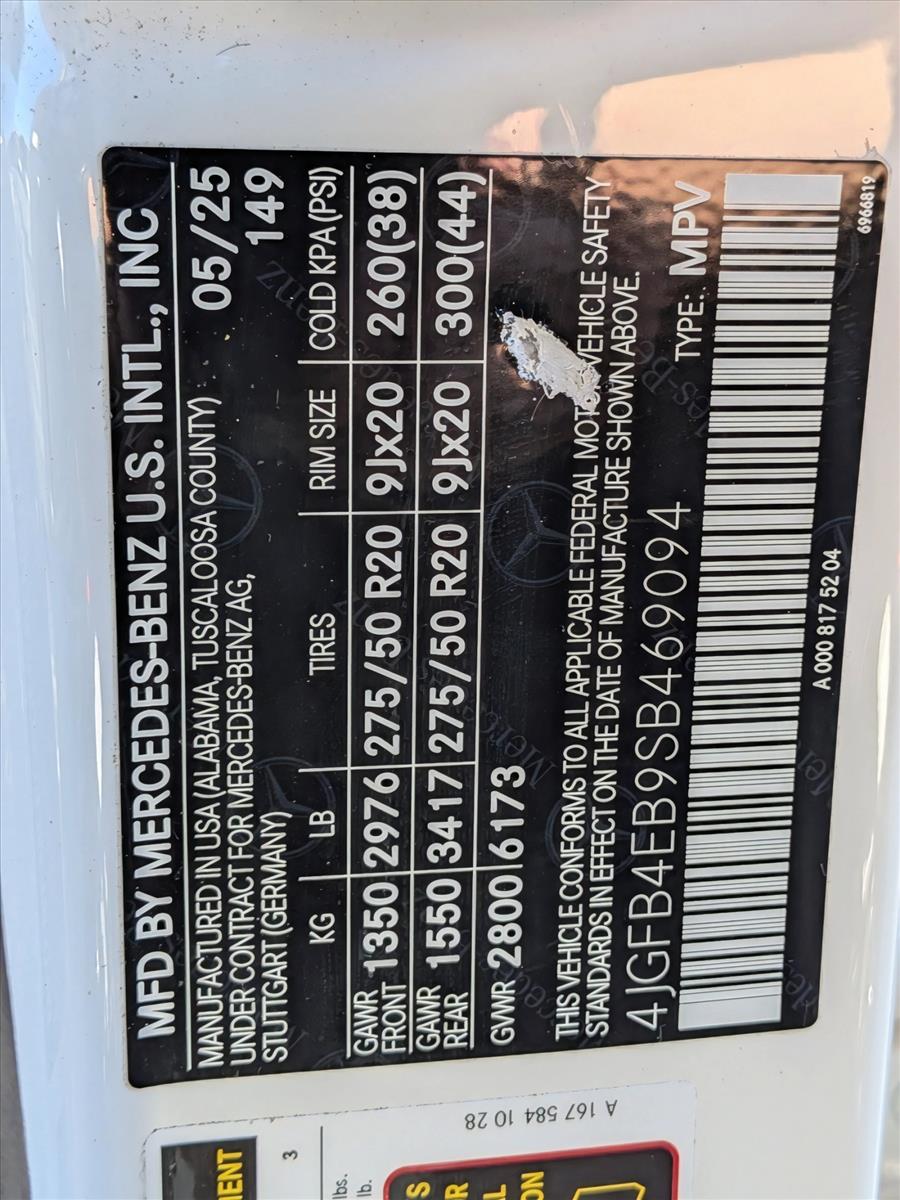 MFD BY MERCEDES-BENZ U.S. INTL., INC
MANUFACTURED IN USA (ALABAMA, TUSCALOOSA COUNTY) 05/25
UNDER CONTRACT FOR MERCEDES-BENZ AG, 149
STUTTGART (GERMANY)
KG LB TIRES RIM SIZE COLD KPA (PSI)
GAWR FRONT 1350 2976 275/50 R20 9Jx20 260(38)
GAWR REAR 1550 3417 275/50 R20 9Jx20 300(44)
GVWR 2800 6173
THIS VEHICLE CONFORMS TO ALL APPLICABLE FEDERAL MOTOR VEHICLE SAFETY
STANDARDS IN EFFECT ON THE DATE OF MANUFACTURE SHOWN ABOVE.
4JGFB4EB9SB469094 TYPE: MPV
A 000 817 52 04
6966819
A 167 584 10 28
3
lbs.
lb.